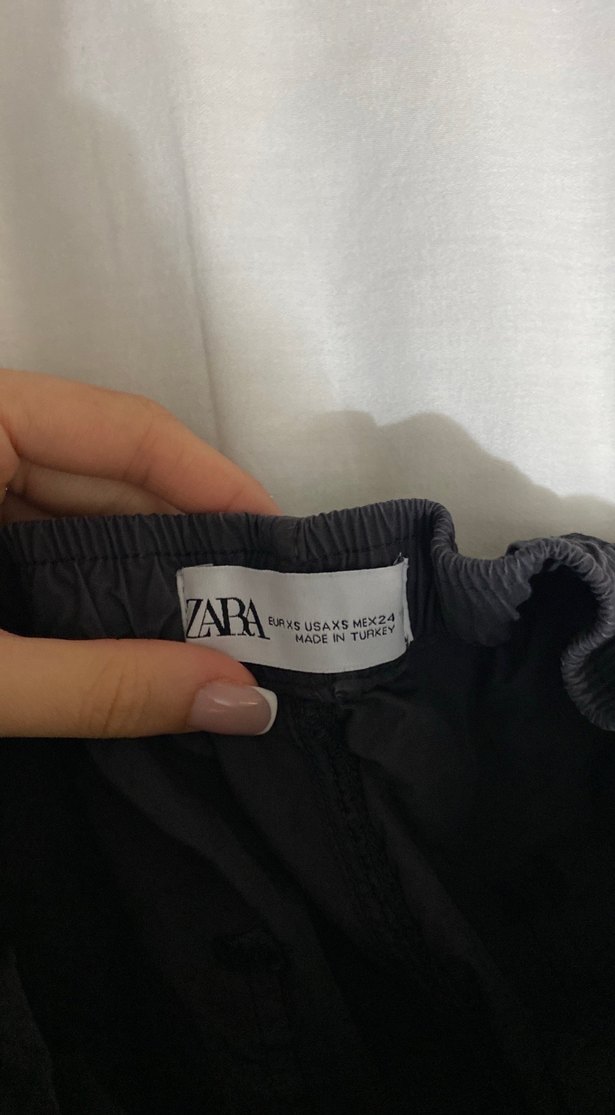 ZARA
EUR XS USA XS MEX 24
MADE IN TURKEY